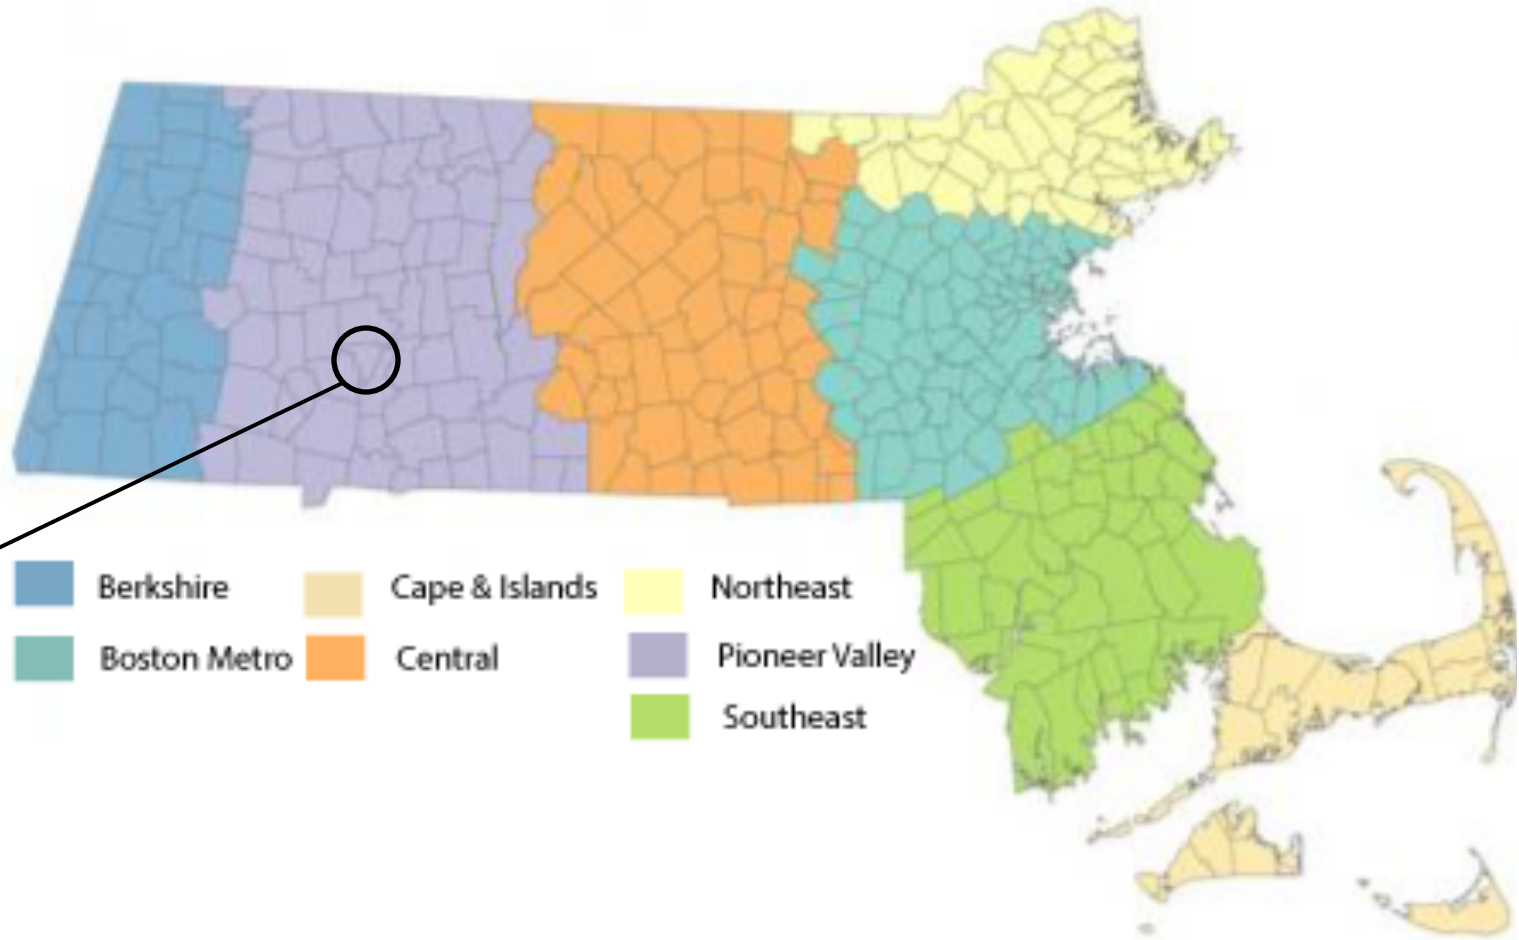 Berkshire
Cape & Islands
Northeast
Boston Metro
Central
Pioneer Valley
Southeast